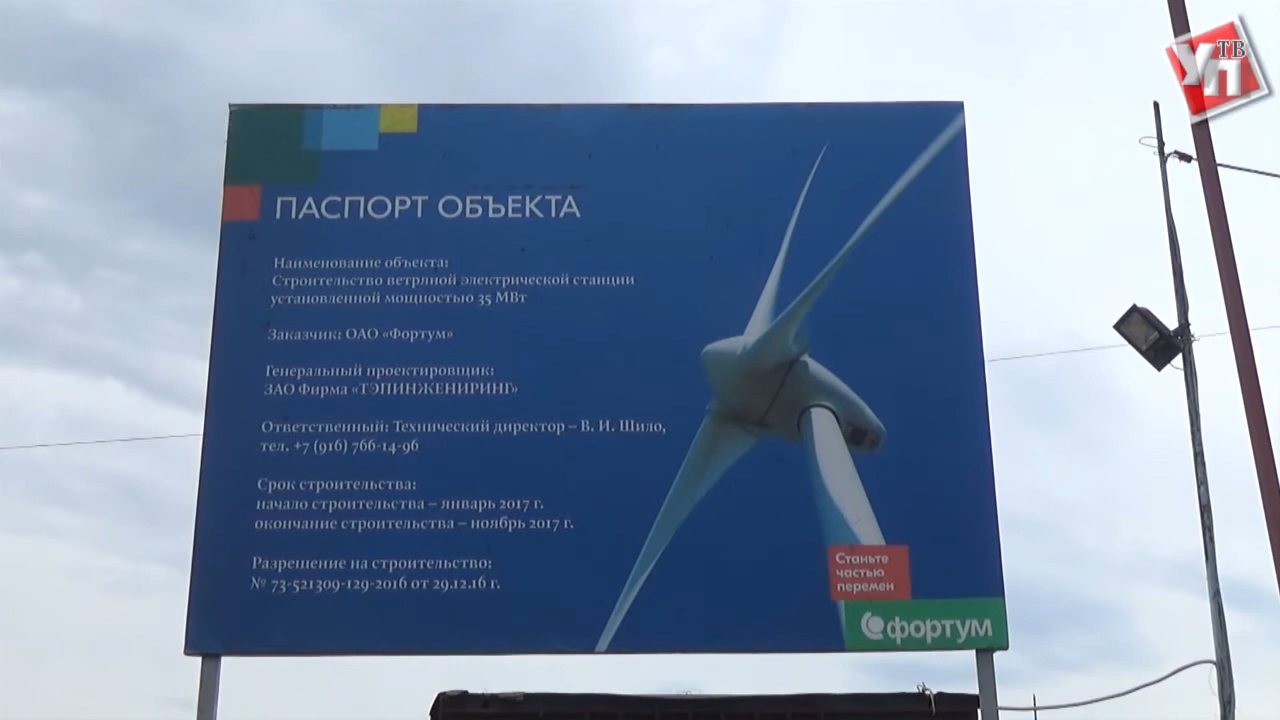 УП ТВ
ПАСПОРТ ОБЪЕКТА
Наименование объекта:
Строительство ветряной электрической станции
установленной мощностью 35 МВт
Заказчик: ОАО «Фортум»
Генеральный проектировщик:
ЗАО Фирма «ТЭПИНЖЕНИРИНГ»
Ответственный: Технический директор – В. И. Шило,
тел. +7 (916) 766-14-96
Срок строительства:
начало строительства – январь 2017 г.
окончание строительства – ноябрь 2017 г.
Разрешение на строительство:
№ 73-521309-129-2016 от 29.12.16 г.
Станьте
частью
перемен
фортум